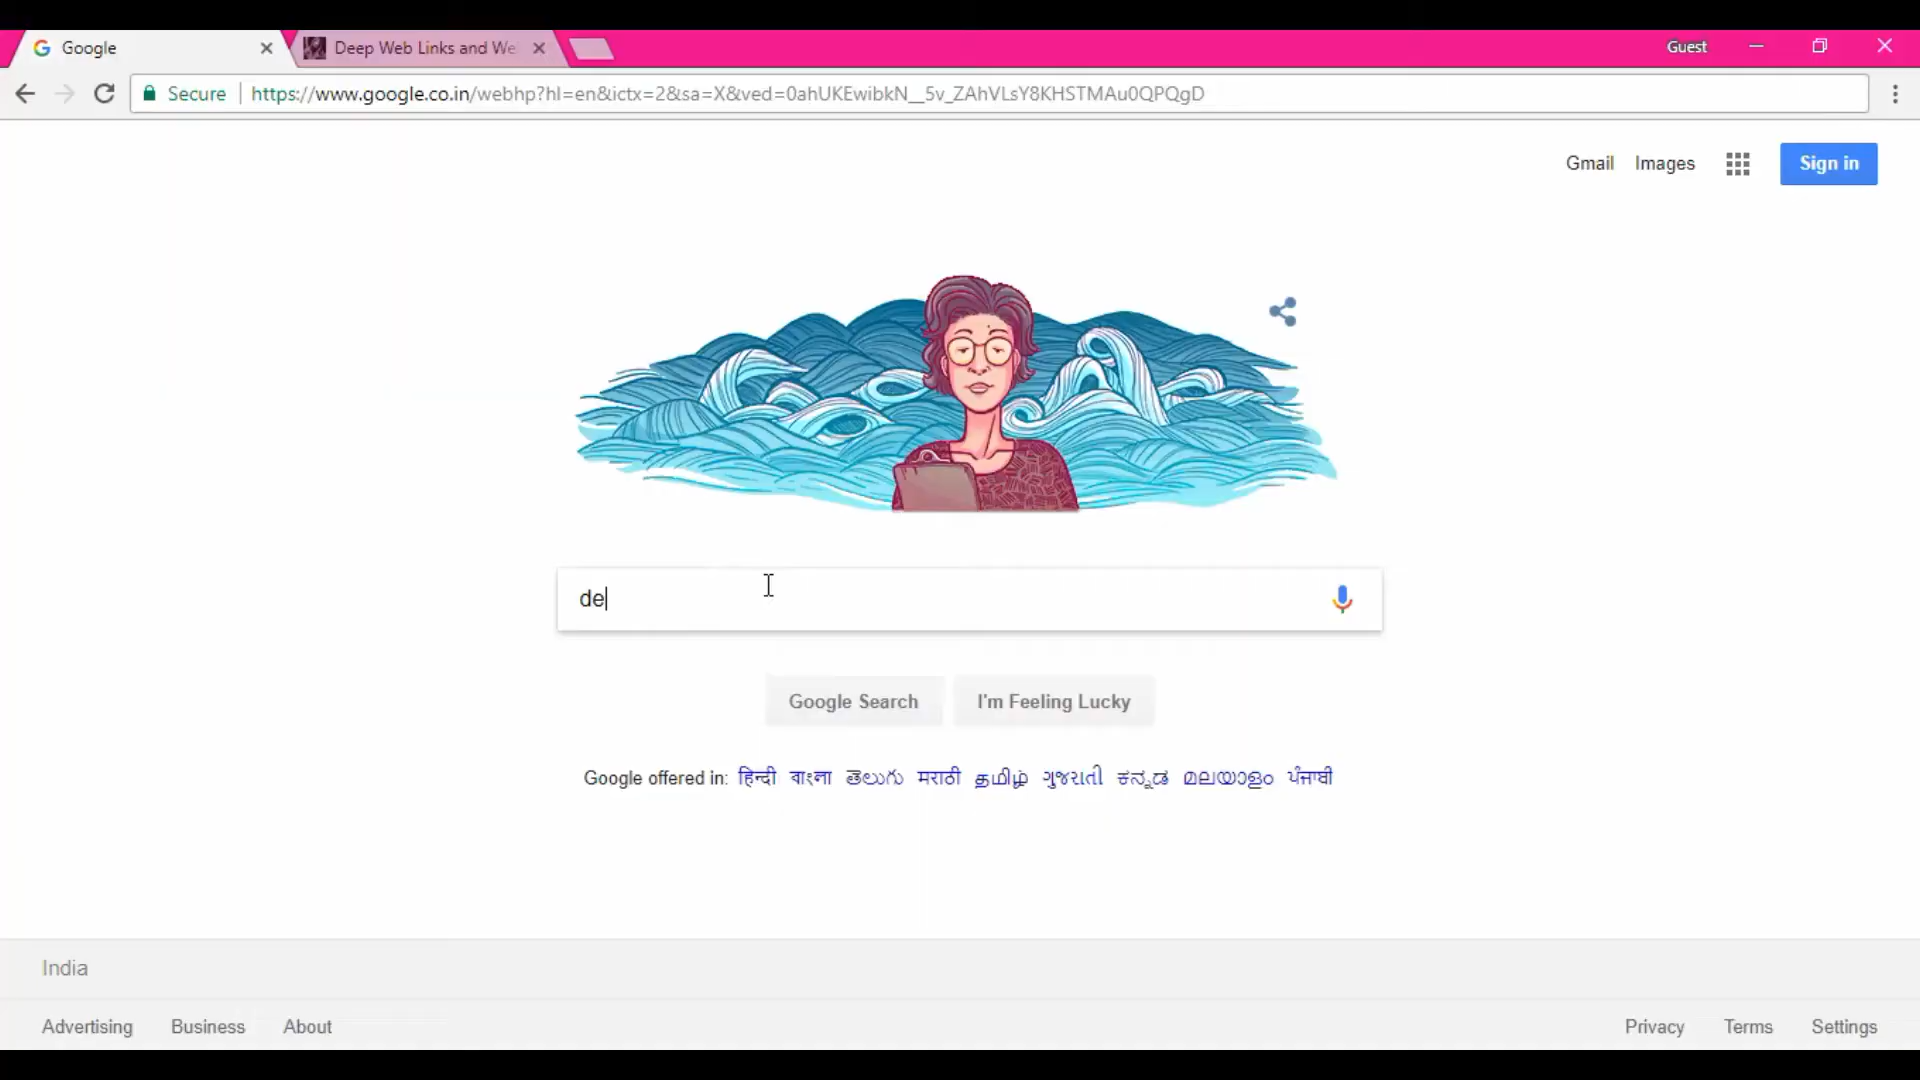 Google
Deep Web Links and We
Guest
Secure
https://www.google.co.in/webhp?hl=en&ictx=2&sa=X&ved=0ahUKEwibkN__5v_ZAhVLsY8KHSTMAu0QPQgD
Gmail Images Sign in
de
Google Search I'm Feeling Lucky
Google offered in: हिन्दी বাংলা తెలుగు मराठी தமிழ் ગુજરાતી ಕನ್ನಡ മലയാളം ਪੰਜਾਬੀ
India
Advertising Business About Privacy Terms Settings